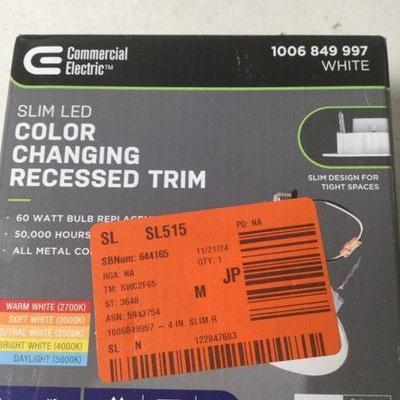 Commercial
Electric™
1006 849 997
WHITE
SLIM LED
COLOR
CHANGING
RECESSED TRIM
SLIM DESIGN FOR
TIGHT SPACES
• 60 WATT BULB
• 50,000 HOURS
• ALL METAL
SL SL515
PO: NA
SBNum: 644165
11/21/24
RGA: NA
QTY: 1
TM: SWC2F65
ST: 3648
M JP
ASN: 5943754
1006849997 - 4 IN. SLIM R
SL N 122847603
WARM WHITE (2700K)
SOFT WHITE (3000K)
WHITE (3500K)
BRIGHT WHITE (4000K)
DAYLIGHT (5000K)